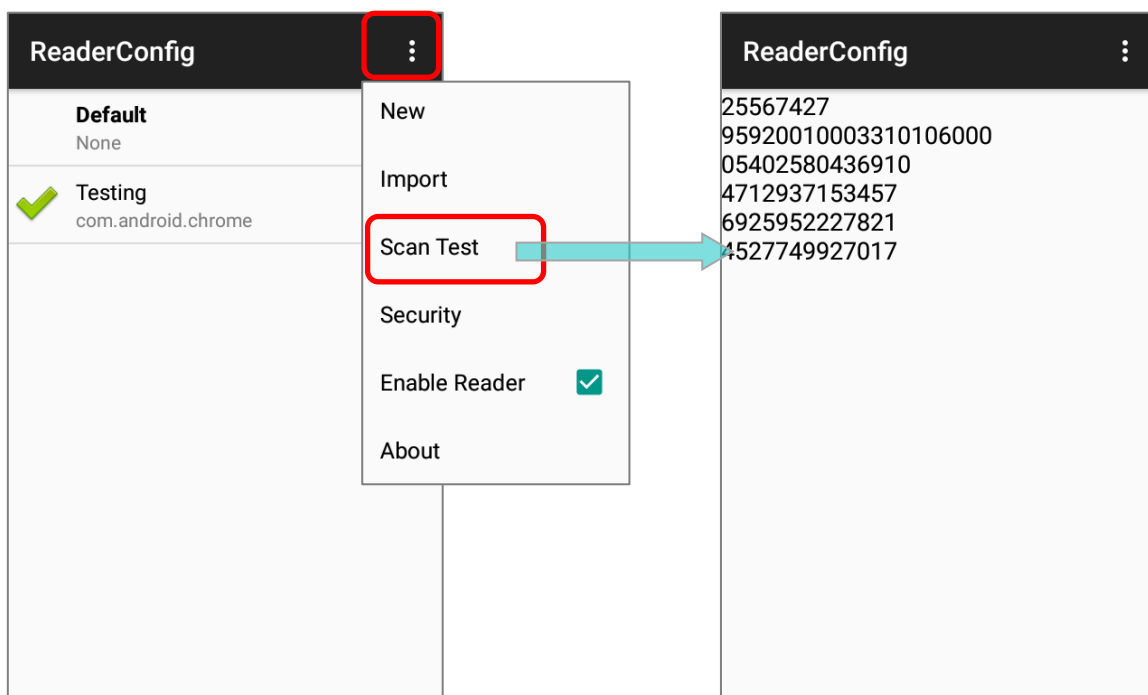 ReaderConfig
Default
None
Testing
com.android.chrome
New
Import
Scan Test
Security
Enable Reader
About
ReaderConfig
25567427
95920010003310106000
05402580436910
4712937153457
6925952227821
4527749927017